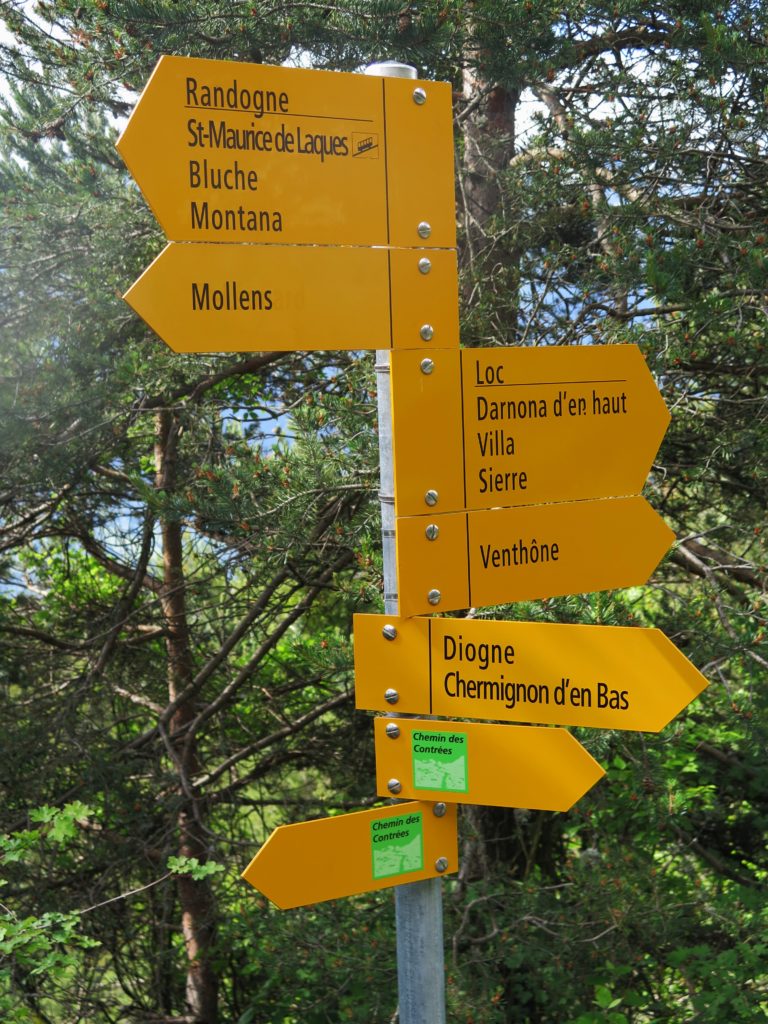 Randogne
St-Maurice de Laques
Bluche
Montana
Mollens
Loc
Darnona d'en haut
Villa
Sierre
Venthône
Diogne
Chermignon d'en Bas
Chemin des
Contrées
Chemin des
Contrées